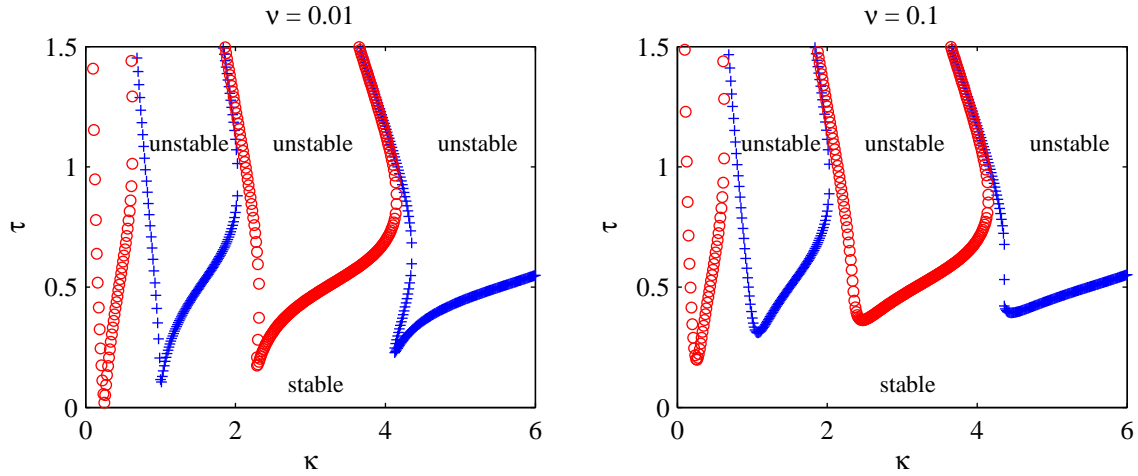 ν = 0.01
1.5
1
0.5
0
τ
unstable
unstable
unstable
stable
0
2
4
6
κ
ν = 0.1
1.5
1
0.5
0
τ
unstable
unstable
unstable
stable
0
2
4
6
κ